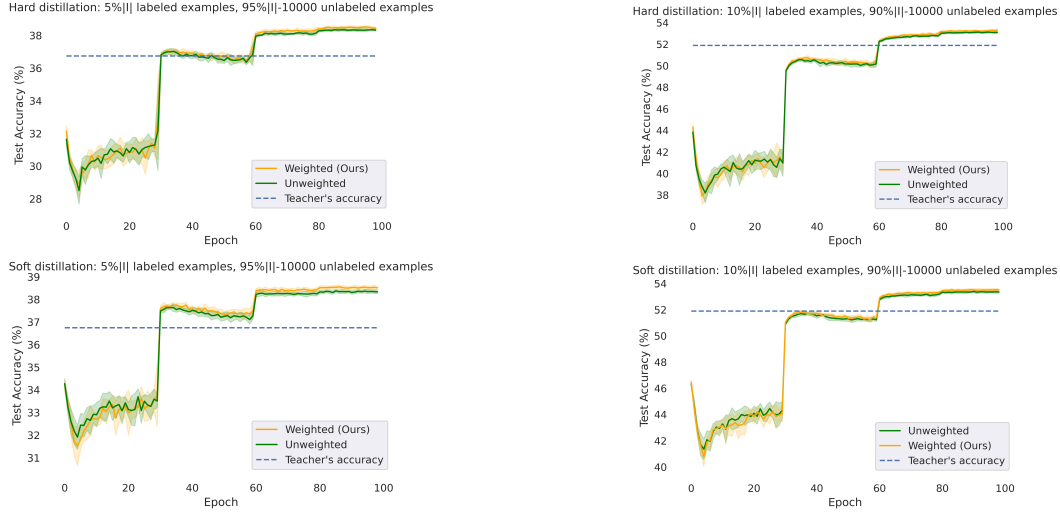 Hard distillation: 5%|I| labeled examples, 95%|I|-10000 unlabeled examples
Test Accuracy (%)
38
36
34
32
30
28
0 20 40 60 80 100
Epoch
Weighted (Ours)
Unweighted
Teacher's accuracy
Hard distillation: 10%|I| labeled examples, 90%|I|-10000 unlabeled examples
Test Accuracy (%)
54
52
50
48
46
44
42
40
38
0 20 40 60 80 100
Epoch
Weighted (Ours)
Unweighted
Teacher's accuracy
Soft distillation: 5%|I| labeled examples, 95%|I|-10000 unlabeled examples
Test Accuracy (%)
39
38
37
36
35
34
33
32
31
0 20 40 60 80 100
Epoch
Weighted (Ours)
Unweighted
Teacher's accuracy
Soft distillation: 10%|I| labeled examples, 90%|I|-10000 unlabeled examples
Test Accuracy (%)
54
52
50
48
46
44
42
40
0 20 40 60 80 100
Epoch
Unweighted
Weighted (Ours)
Teacher's accuracy